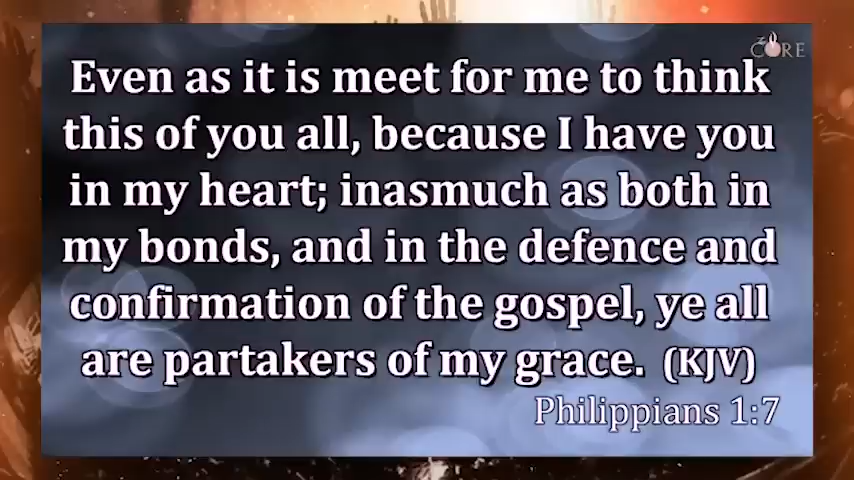 CORE
Even as it is meet for me to think
this of you all, because I have you
in my heart; inasmuch as both in
my bonds, and in the defence and
confirmation of the gospel, ye all
are partakers of my grace. (KJV)
Philippians 1:7